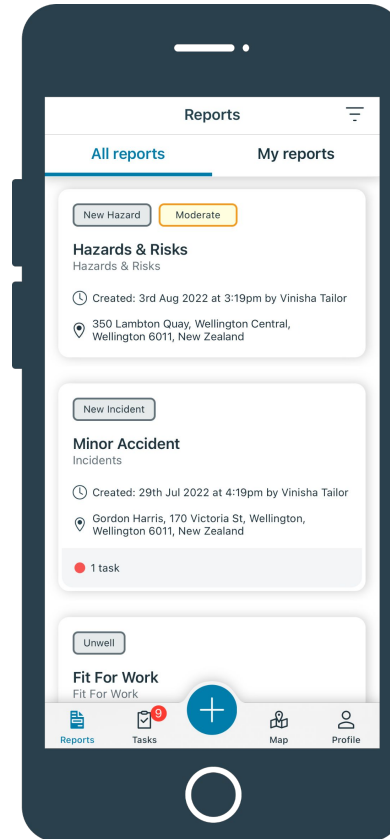 Reports
All reports
My reports
New Hazard
Moderate
Hazards & Risks
Hazards & Risks
Created: 3rd Aug 2022 at 3:19pm by Vinisha Tailor
350 Lambton Quay, Wellington Central,
Wellington 6011, New Zealand
New Incident
Minor Accident
Incidents
Created: 29th Jul 2022 at 4:19pm by Vinisha Tailor
Gordon Harris, 170 Victoria St, Wellington,
Wellington 6011, New Zealand
1 task
Unwell
Fit For Work
Fit For Work
9
Reports
Tasks
Map
Profile